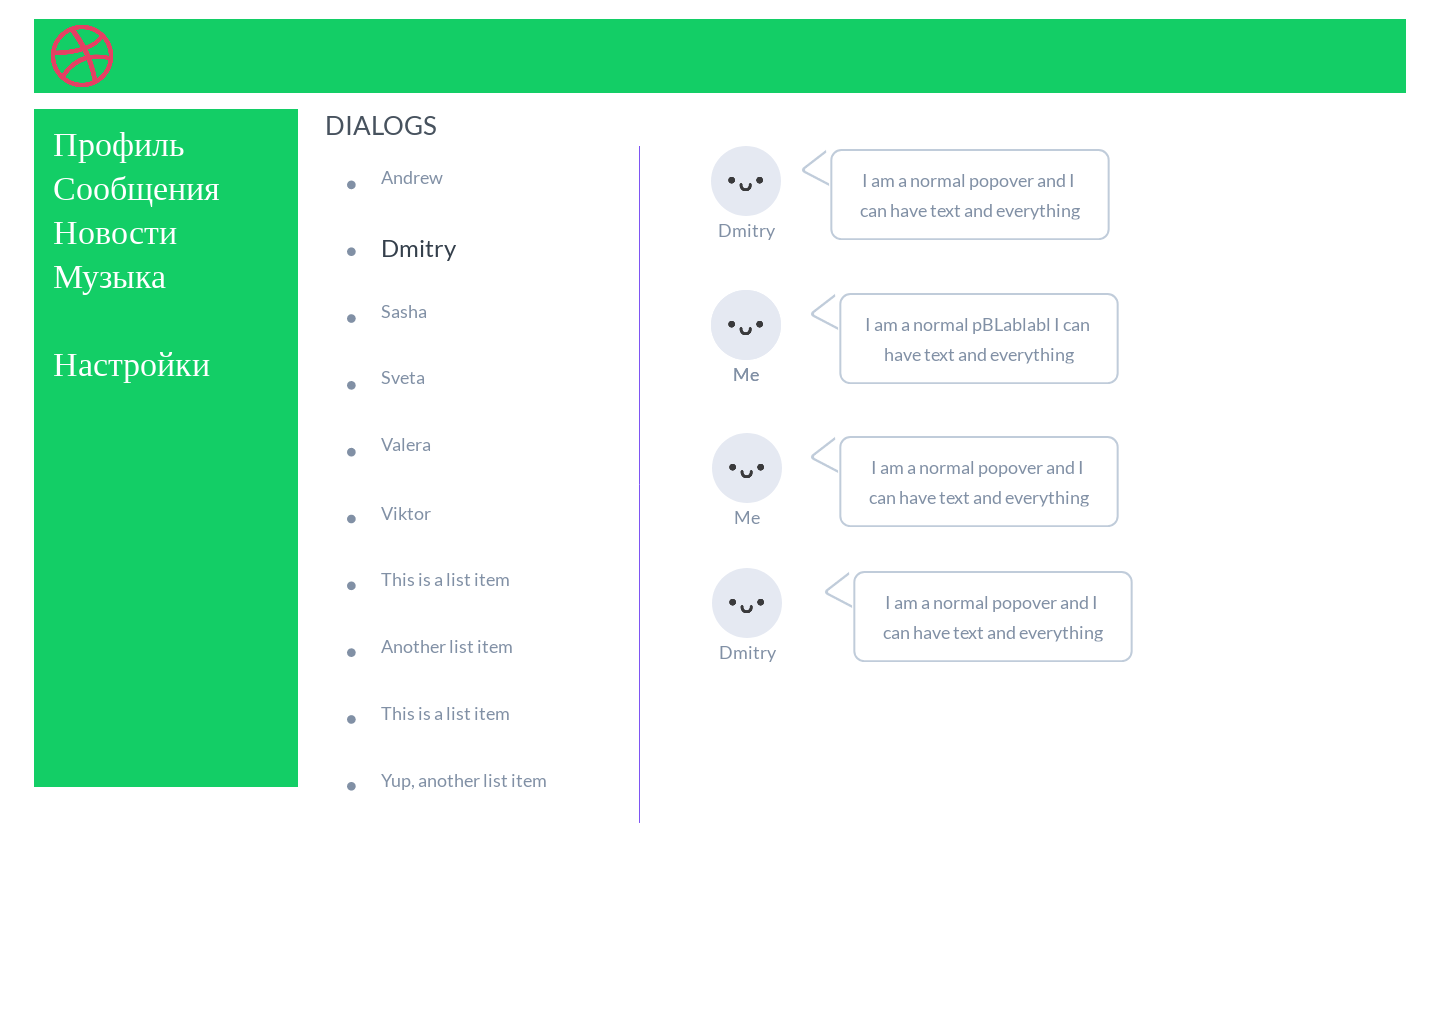 Профиль
Сообщения
Новости
Музыка
Настройки
DIALOGS
Andrew
Dmitry
Sasha
Sveta
Valera
Viktor
This is a list item
Another list item
This is a list item
Yup, another list item
I am a normal popover and I
can have text and everything
Dmitry
I am a normal pBLablabl I can
have text and everything
Me
I am a normal popover and I
can have text and everything
Me
I am a normal popover and I
can have text and everything
Dmitry